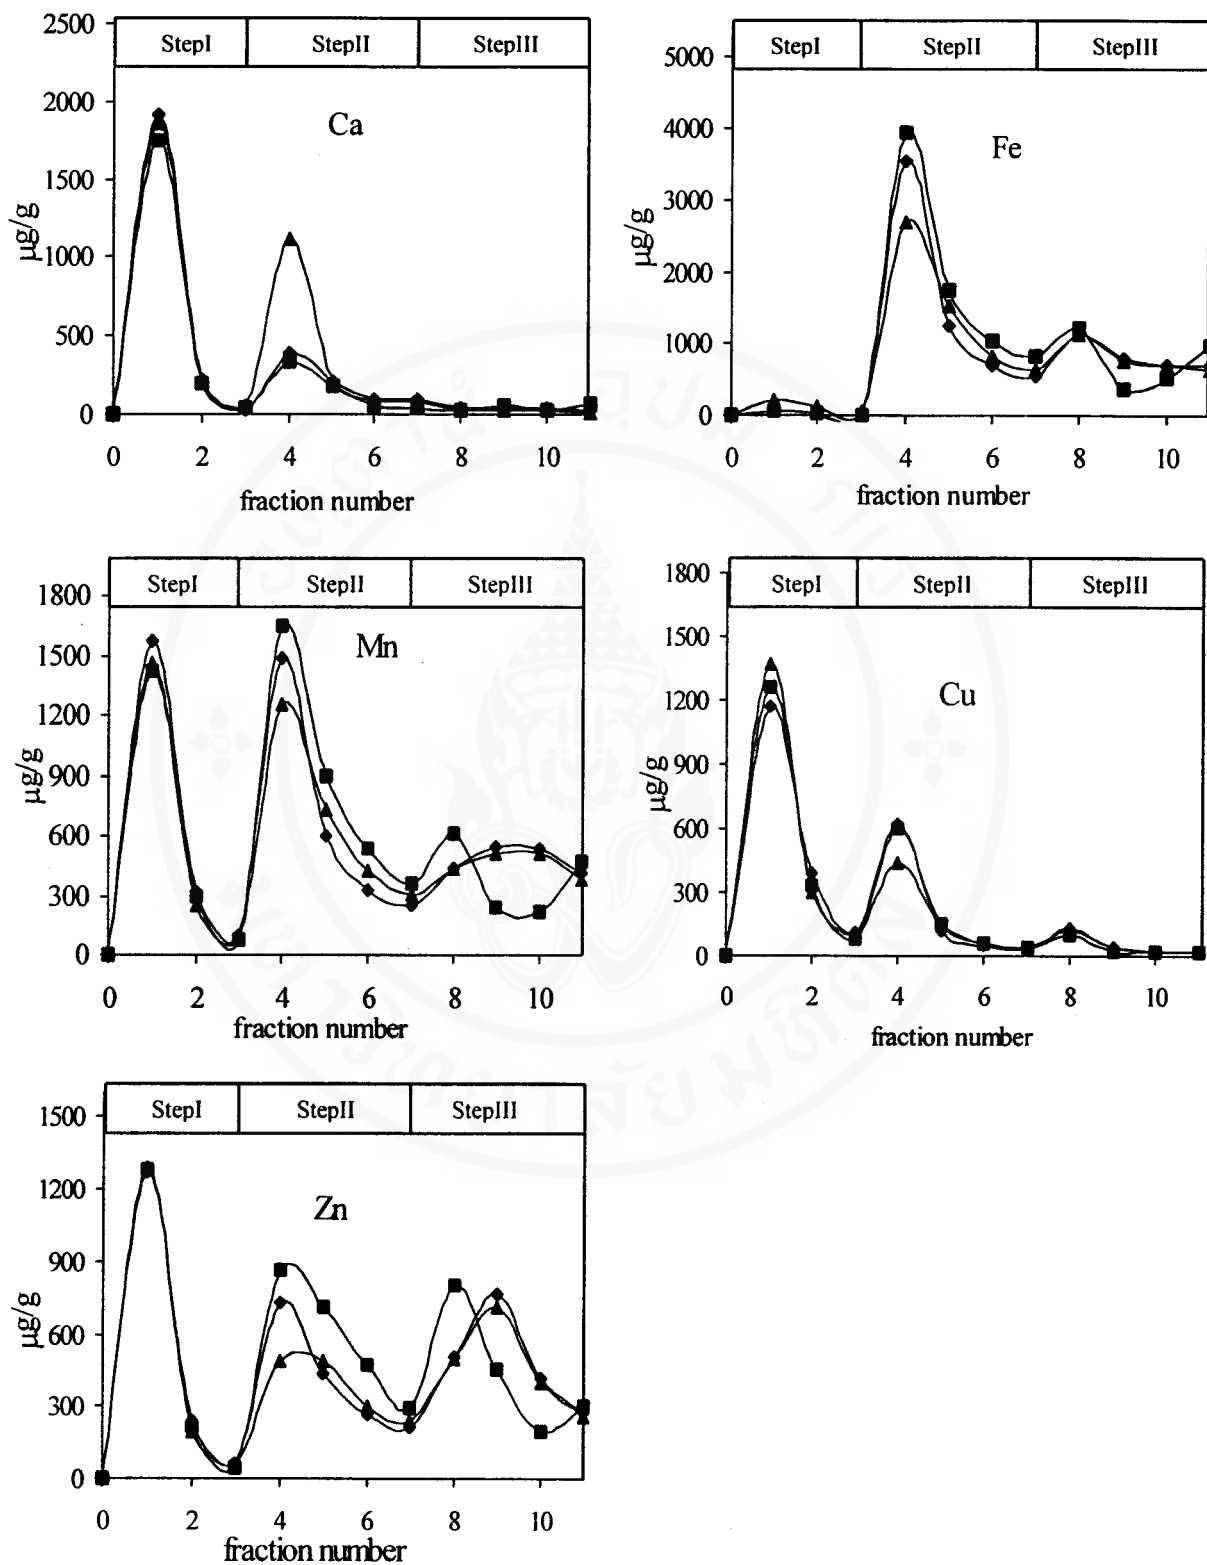 2500
StepI StepII StepIII
2000
Ca
1500
µg/g
1000
500
0
0 2 4 6 8 10
fraction number
5000
StepI StepII StepIII
4000
Fe
3000
µg/g
2000
1000
0
0 2 4 6 8 10
fraction number
StepI StepII StepIII
1800
Mn
1500
1200
900
µg/g
600
300
0
0 2 4 6 8 10
fraction number
1800
StepI StepII StepIII
1500
Cu
1200
900
µg/g
600
300
0
0 2 4 6 8 10
fraction number
1500
StepI StepII StepIII
1200
Zn
900
µg/g
600
300
0
0 2 4 6 8 10
fraction number